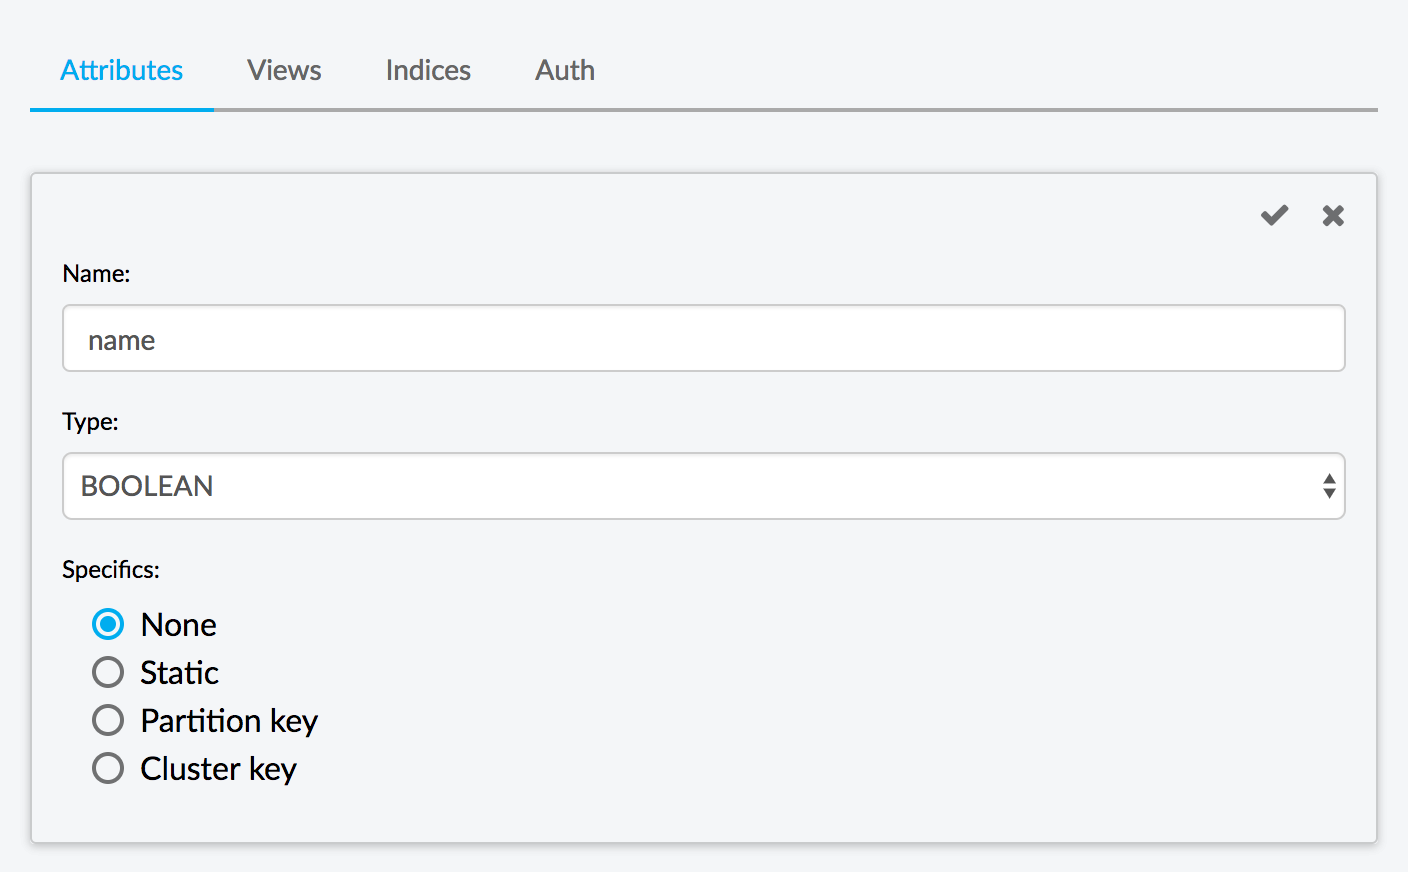 Attributes Views Indices Auth
Name:
name
Type:
BOOLEAN
Specifics:
None
Static
Partition key
Cluster key